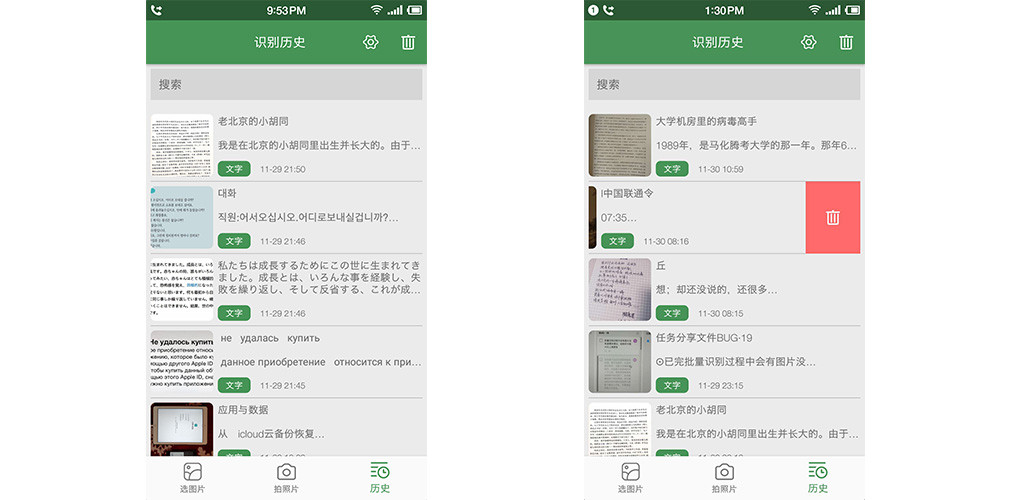 9:53PM
识别历史
搜索
老北京的小胡同
我是在北京的小胡同里出生并长大的。由于…
文字 11-29 21:50
대화
직원:어서오십시오.어디로보내실겁니까?…
文字 11-29 21:46
私たちは成長するためにこの世に生まれてき
ました。成長とは、いろんな事を経験し、失
敗を繰り返し、そして反省する、これが成…
文字 11-29 21:46
не удалась купить
данное приобретение относится к при…
文字 11-29 21:45
应用与数据
从 icloud云备份恢复…
选图片 拍照片 历史
1 1:30PM
识别历史
搜索
大学机房里的病毒高手
1989年，是马化腾考大学的那一年。那年6…
文字 11-30 10:59
l中国联通令
07:35…
文字 11-30 08:16
丘
想；却还没说的，还很多…
文字 11-30 08:15
任务分享文件BUG·19
⊙已完批量识别过程中会有图片没…
文字 11-29 23:15
老北京的小胡同
我是在北京的小胡同里出生并长大的。由于…
选图片 拍照片 历史